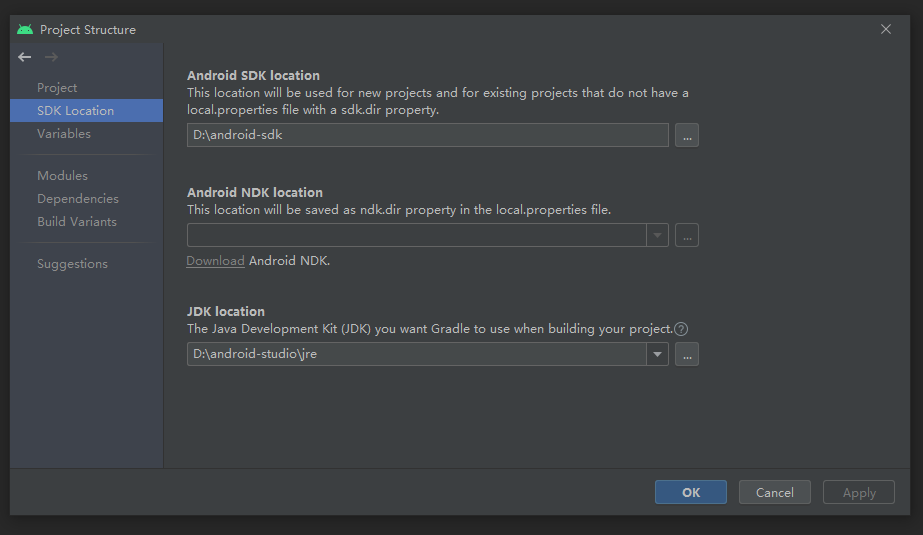 Project Structure
Project
SDK Location
Variables
Modules
Dependencies
Build Variants
Suggestions
Android SDK location
This location will be used for new projects and for existing projects that do not have a
local.properties file with a sdk.dir property.
D:\android-sdk
...
Android NDK location
This location will be saved as ndk.dir property in the local.properties file.
...
Download Android NDK.
JDK location
The Java Development Kit (JDK) you want Gradle to use when building your project.?
D:\android-studio\jre
...
OK
Cancel
Apply